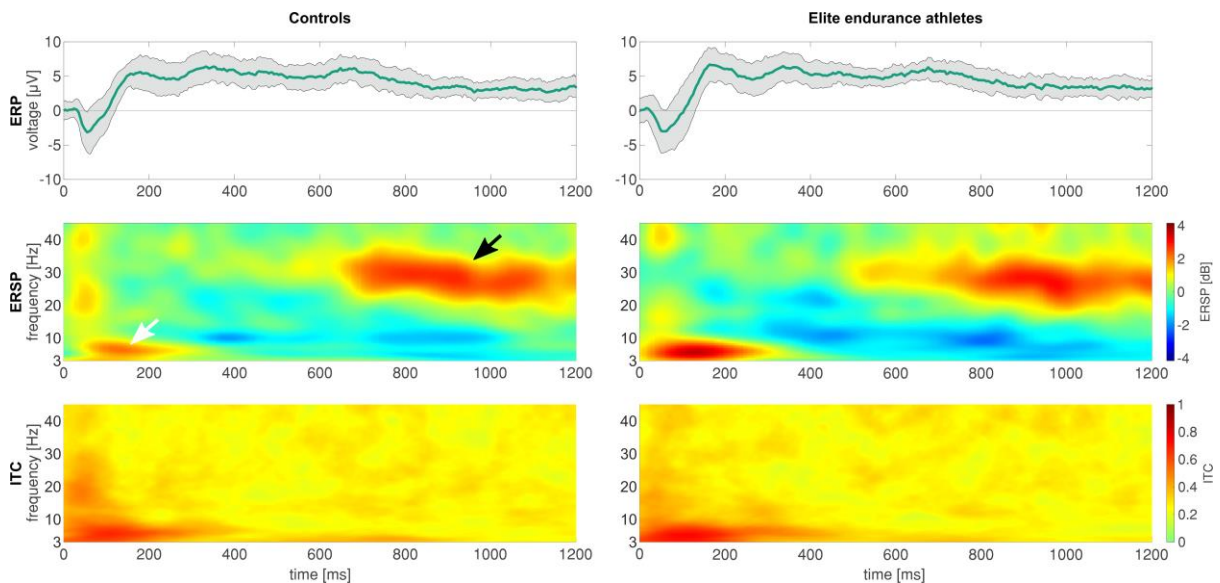 Controls
Elite endurance athletes
ERP
voltage [µV]
10
5
0
-5
-10
0 200 400 600 800 1000 1200
10
5
0
-5
-10
0 200 400 600 800 1000 1200
ERSP
frequency [Hz]
40
30
20
10
3
0 200 400 600 800 1000 1200
40
30
20
10
3
0 200 400 600 800 1000 1200
4
2
0
-2
-4
ERSP [dB]
ITC
frequency [Hz]
40
30
20
10
3
0 200 400 600 800 1000 1200
time [ms]
40
30
20
10
3
0 200 400 600 800 1000 1200
time [ms]
1
0.8
0.6
0.4
0.2
0
ITC